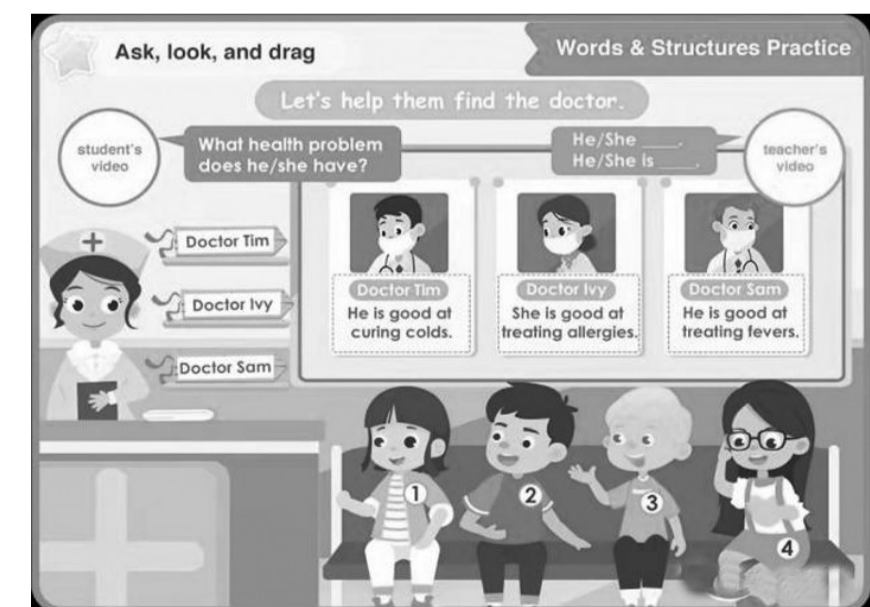 Ask, look, and drag
Words & Structures Practice
Let's help them find the doctor.
student's
video
What health problem
does he/she have?
He/She ____.
He/She is ____.
teacher's
video
Doctor Tim
Doctor Ivy
Doctor Sam
Doctor Tim
He is good at
curing colds.
Doctor Ivy
She is good at
treating allergies.
Doctor Sam
He is good at
treating fevers.
1
2
3
4